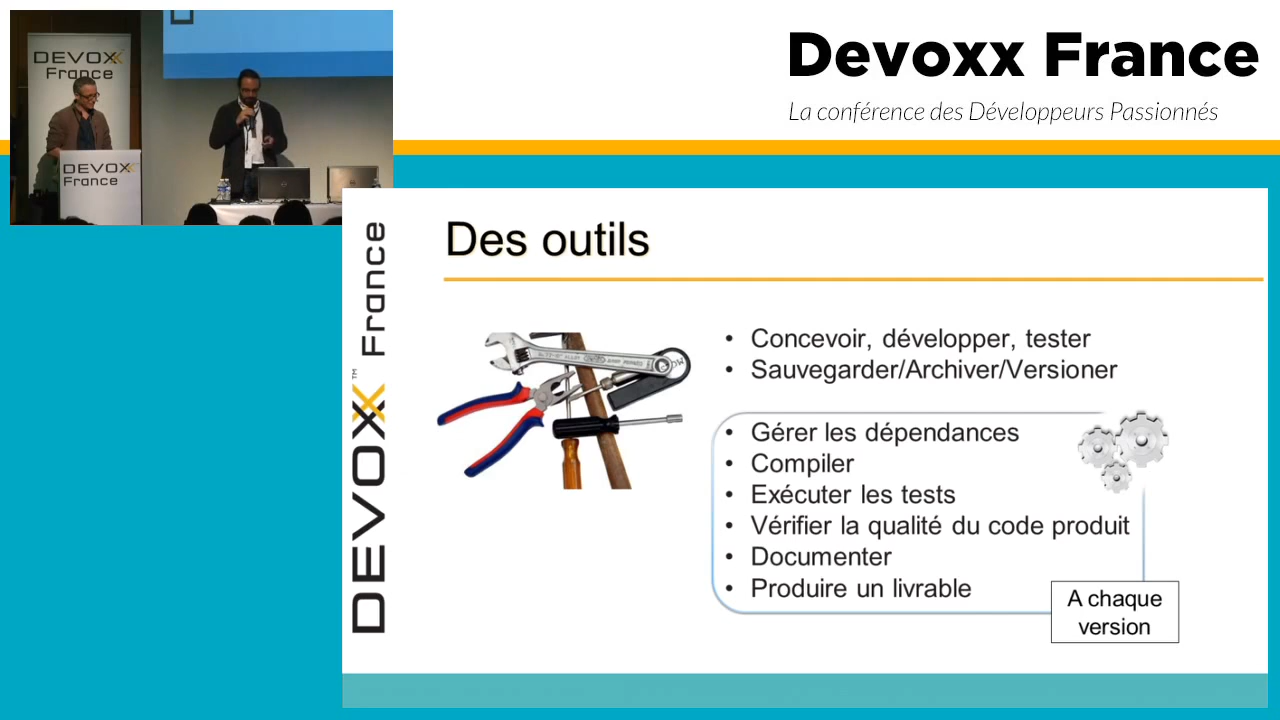 DEVOXX
France
DEVOXX
France
Devoxx France
La conférence des Développeurs Passionnés
DEVOXX™ France
Des outils
• Concevoir, développer, tester
• Sauvegarder/Archiver/Versioner
• Gérer les dépendances
• Compiler
• Exécuter les tests
• Vérifier la qualité du code produit
• Documenter
• Produire un livrable
A chaque
version